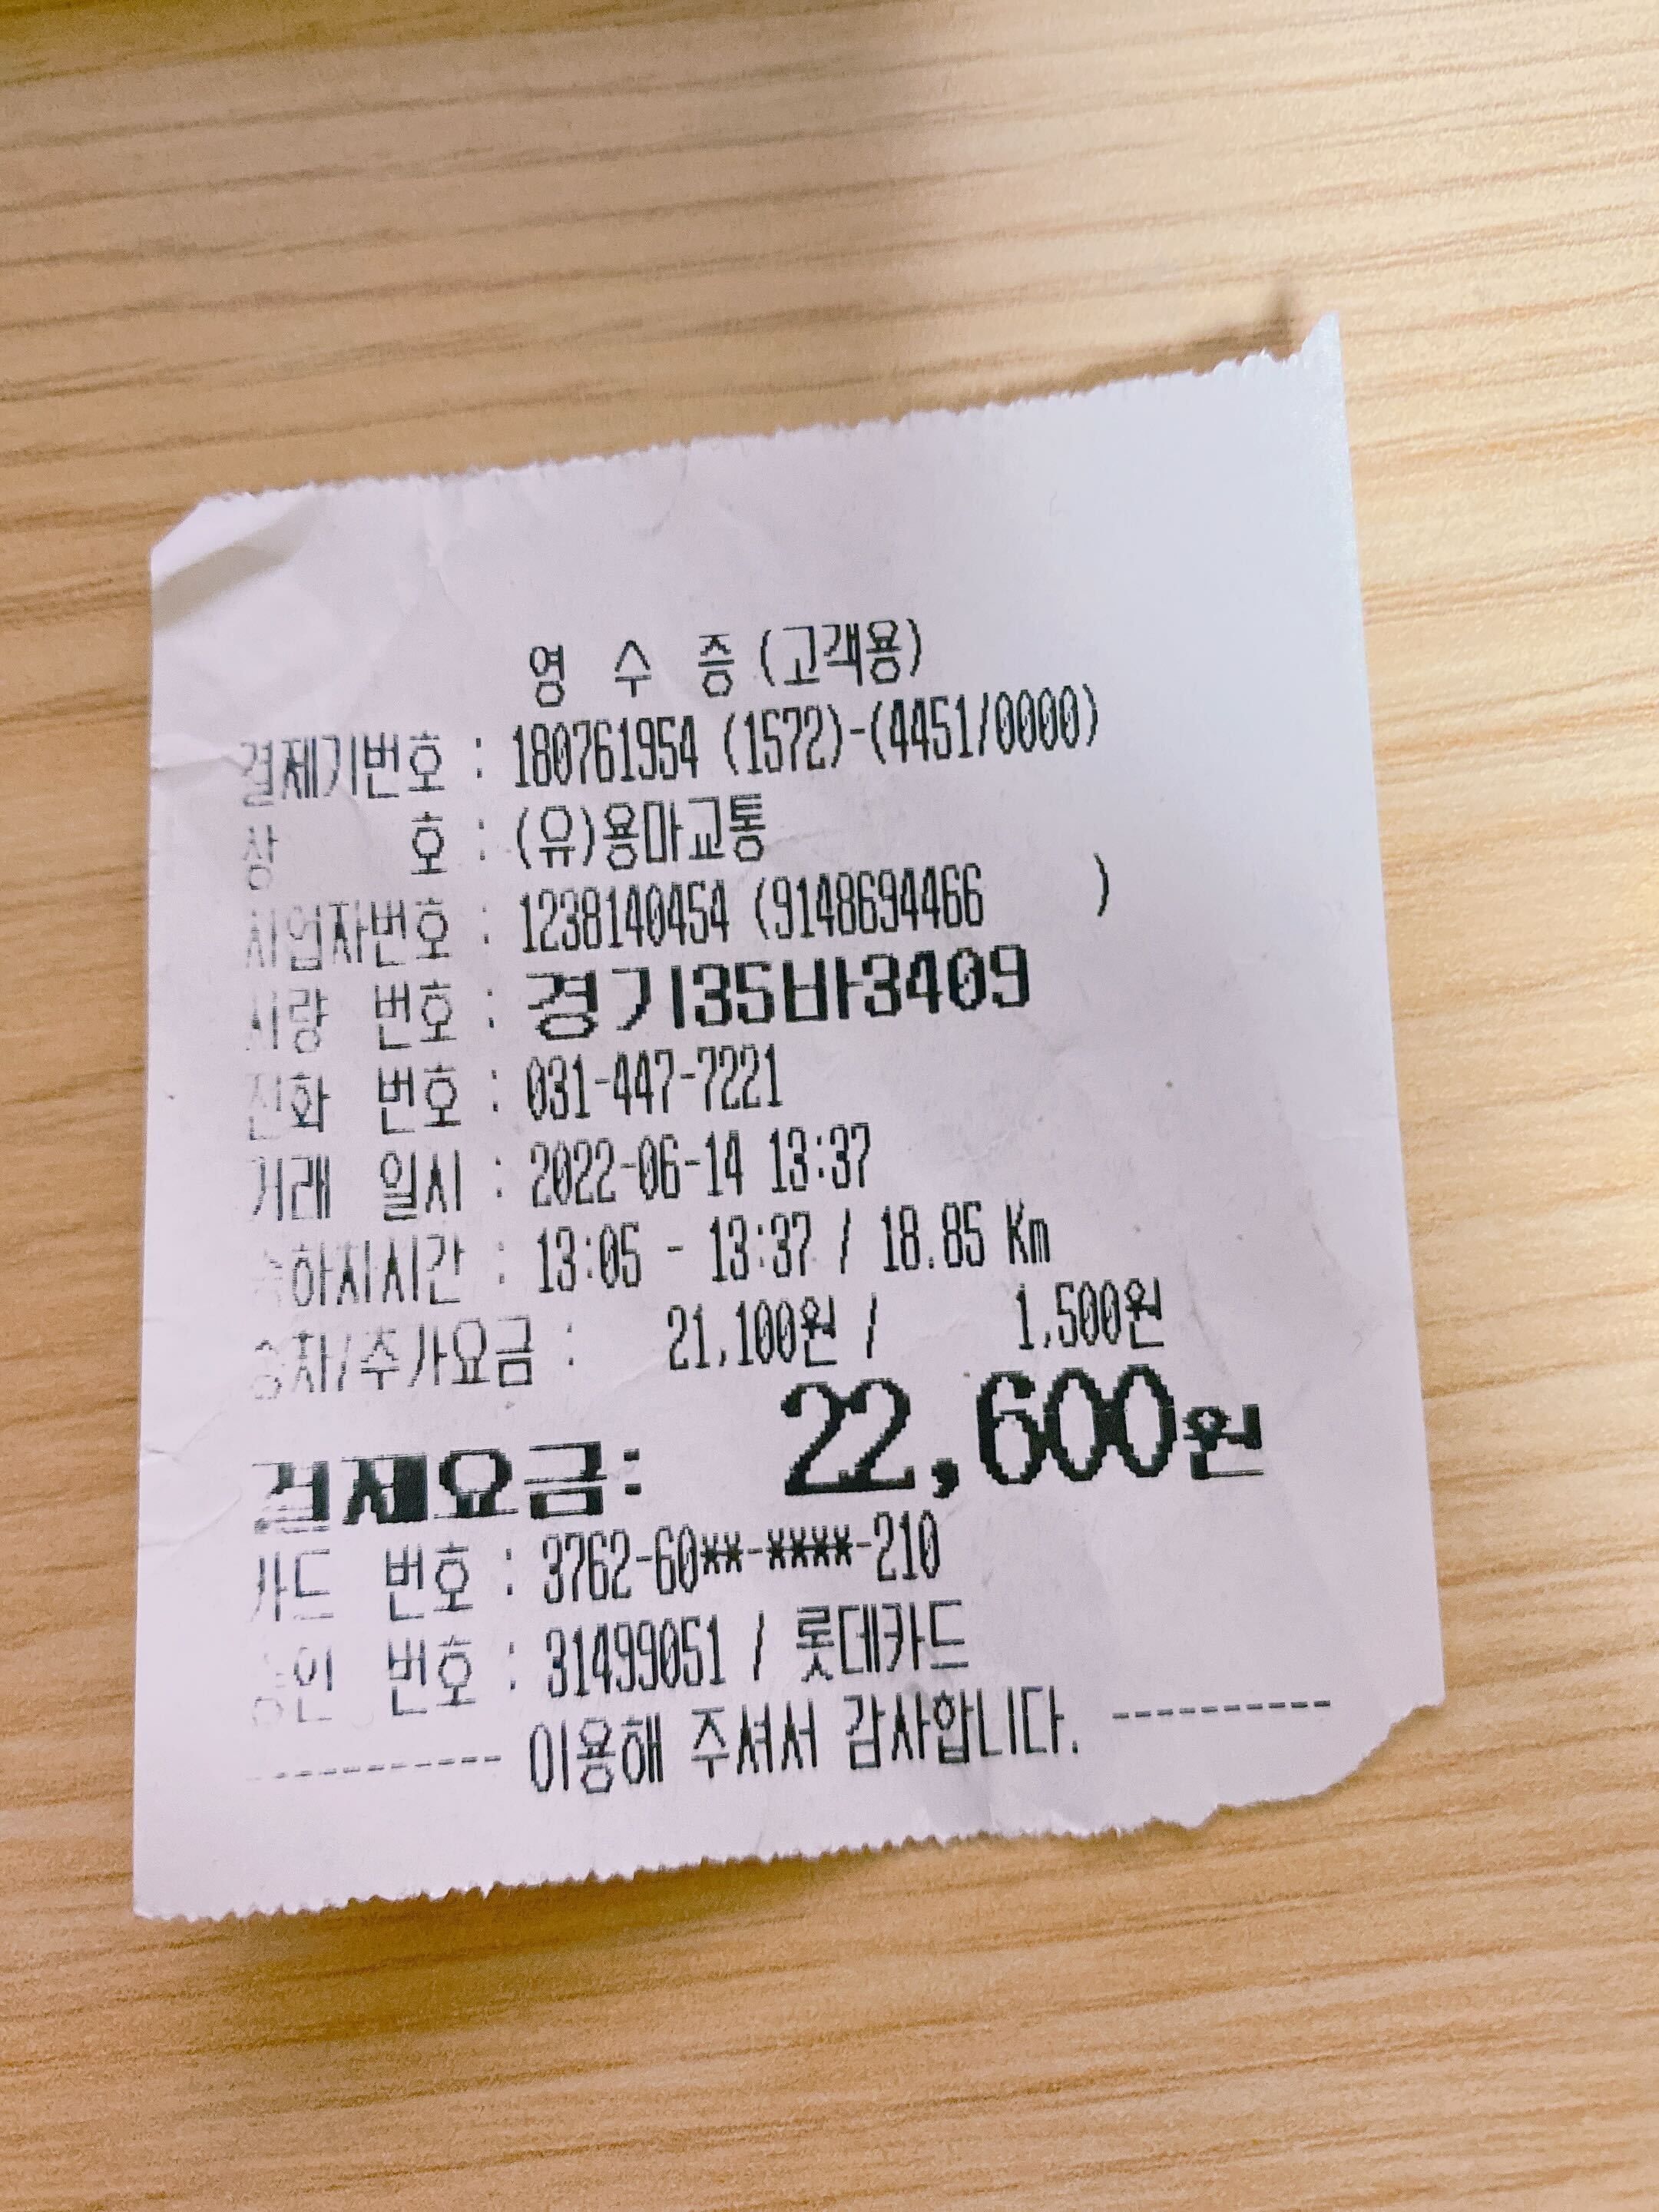 영 수 증(고객용)
결제기번호 : 180761954 (1572)-(4451/0000)
상 호 : (유)용마교통
사업자번호 : 1238140454 (9148694466 )
차량 번호 : 경기35바3409
전화 번호 : 031-447-7221
거래 일시 : 2022-06-14 13:37
승하차시간 : 13:05 - 13:37 / 18.85 Km
승차/추가요금 : 21,100원 / 1,500원
결제요금: 22,600원
카드 번호 : 3762-60**-****-210
승인 번호 : 31499051 / 롯데카드
---------- 이용해 주셔서 감사합니다. ----------